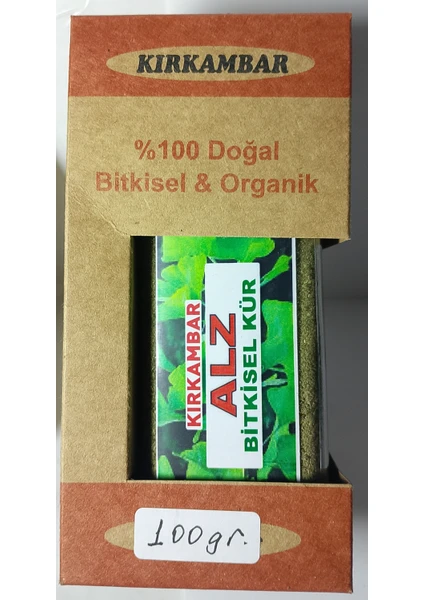 KIRKAMBAR
%100 Doğal
Bitkisel & Organik
KIRKAMBAR
ALZ
BİTKİSEL KÜR
100gr.